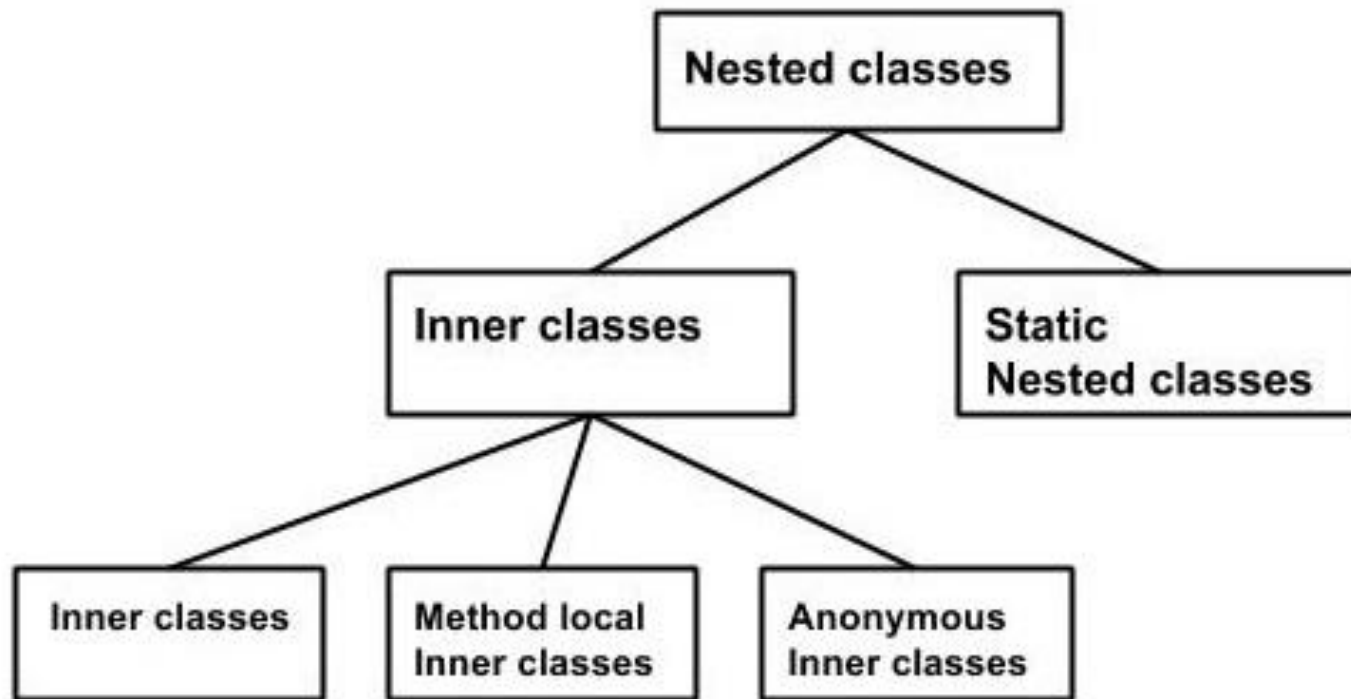 Nested classes
Inner classes
Static
Nested classes
Inner classes
Method local
Inner classes
Anonymous
Inner classes